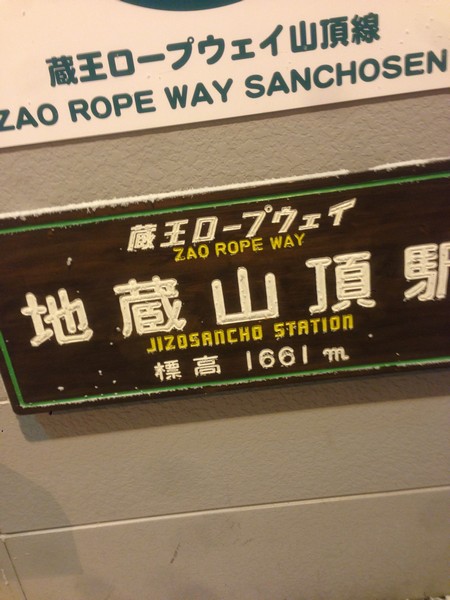 蔵王ロープウェイ山頂線
ZAO ROPE WAY SANCHOSEN
蔵王ロープウェイ
ZAO ROPE WAY
地蔵山頂駅
JIZOSANCHO STATION
標高 1661m